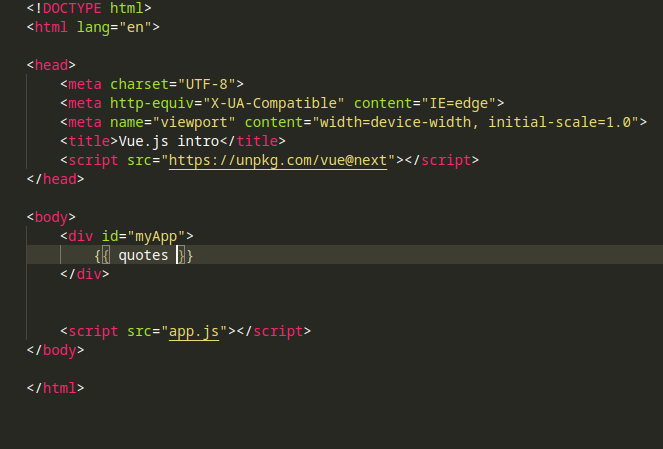 <!DOCTYPE html>
<html lang="en">
<head>
<meta charset="UTF-8">
<meta http-equiv="X-UA-Compatible" content="IE=edge">
<meta name="viewport" content="width=device-width, initial-scale=1.0">
<title>Vue.js intro</title>
<script src="https://unpkg.com/vue@next"></script>
</head>
<body>
<div id="myApp">
{{ quotes }}
</div>
<script src="app.js"></script>
</body>
</html>